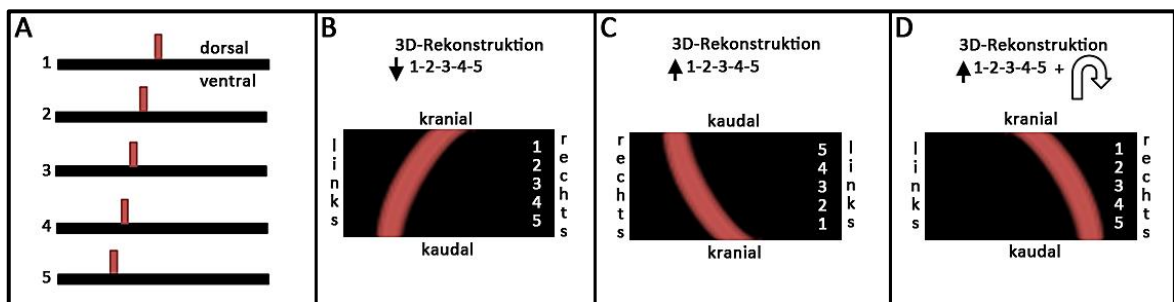 A
1
dorsal
ventral
2
3
4
5
B
3D-Rekonstruktion
1-2-3-4-5
kranial
links
1
2
3
4
5
rechts
kaudal
C
3D-Rekonstruktion
1-2-3-4-5
kaudal
rechts
5
4
3
2
1
links
kranial
D
3D-Rekonstruktion
1-2-3-4-5 +
kranial
links
1
2
3
4
5
rechts
kaudal